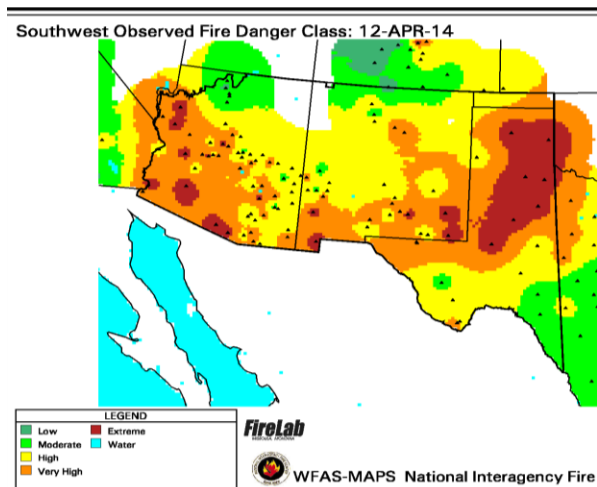 Southwest Observed Fire Danger Class: 12-APR-14
LEGEND
Low
Moderate
High
Very High
Extreme
Water
FireLab
WFAS-MAPS National Interagency Fire